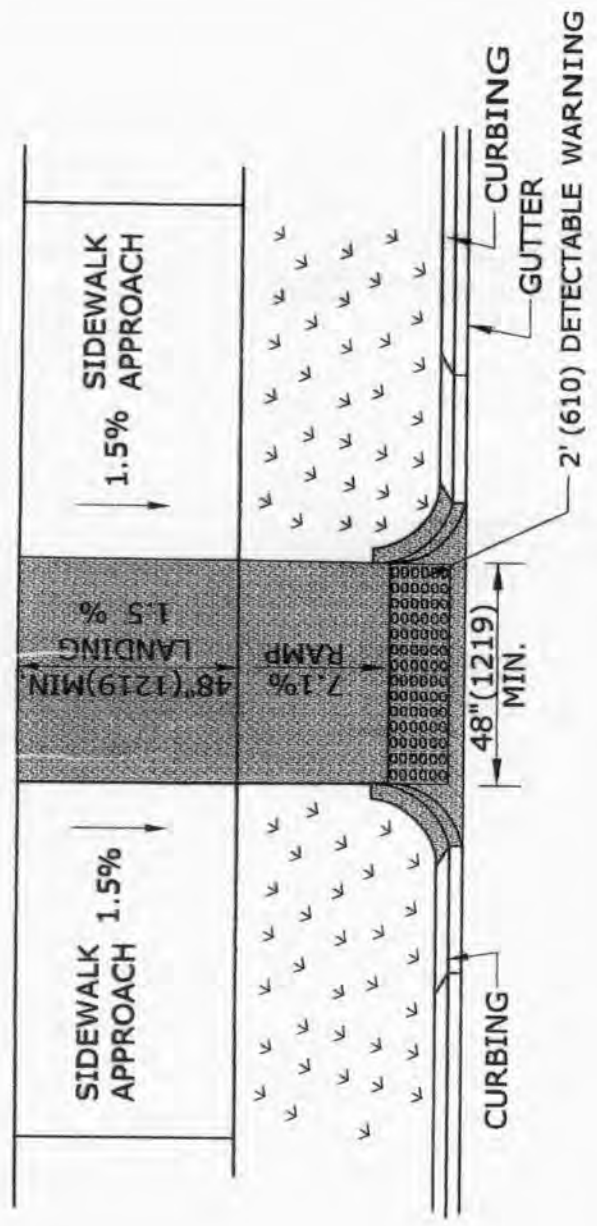 SIDEWALK
APPROACH 1.5%
48"(1219)MIN.
LANDING
1.5 %
7.1%
RAMP
1.5% SIDEWALK
APPROACH
CURBING
48"(1219)
MIN.
CURBING
GUTTER
2' (610) DETECTABLE WARNING